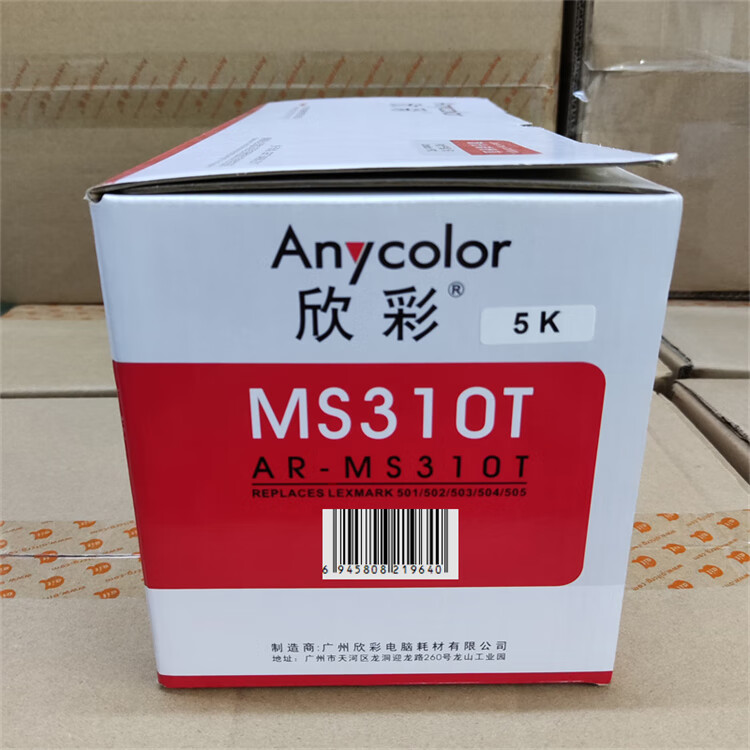 Anycolor
欣彩®
5 K
MS310T
AR-MS310T
REPLACES LEXMARK 501/502/503/504/505
6 945808 219640
制造商:广州欣彩电脑耗材有限公司
地址:广州市天河区龙洞迎龙路260号龙山工业园